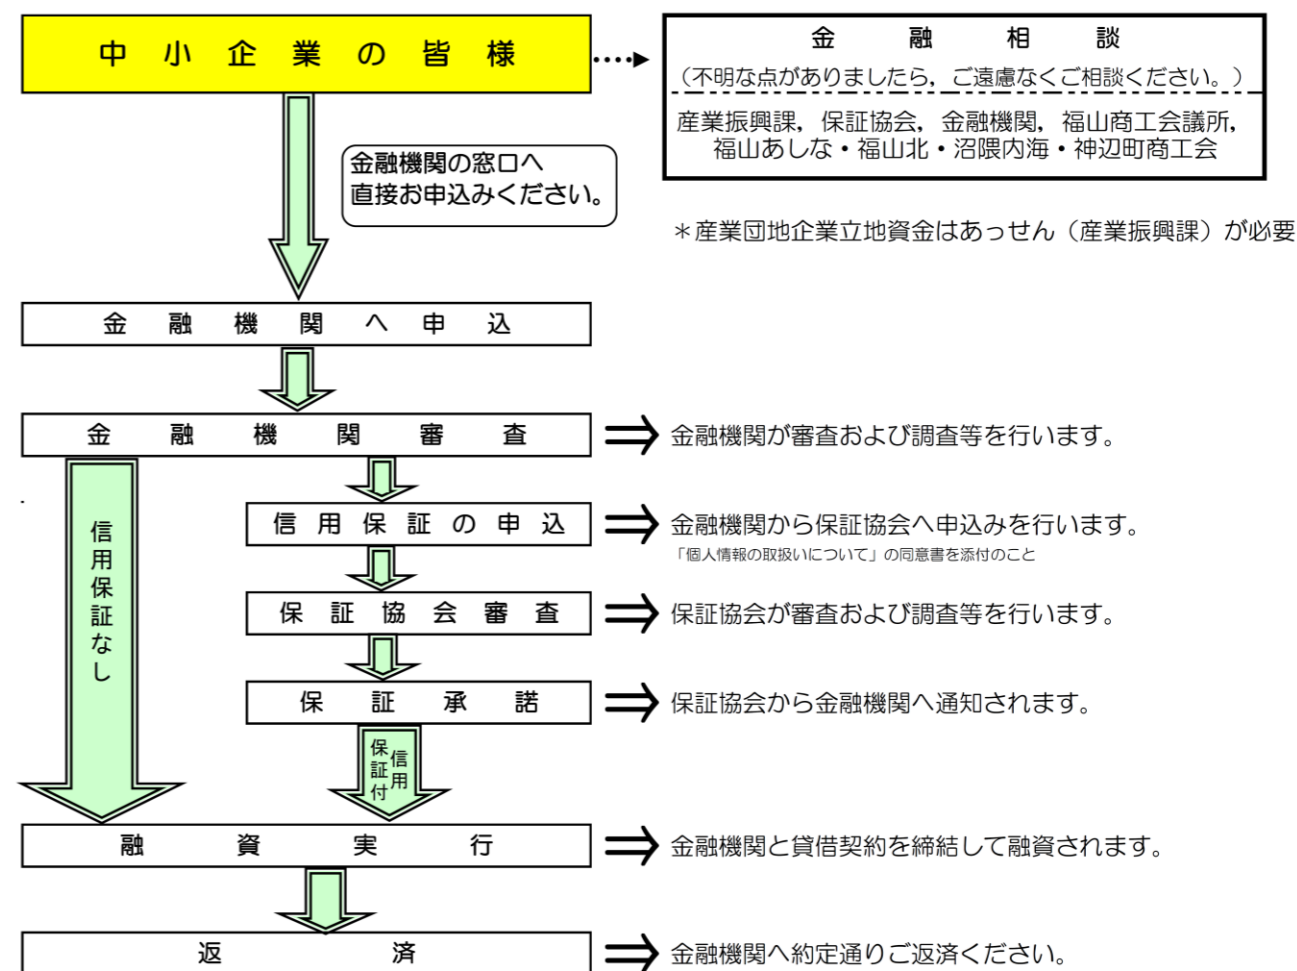 中小企業の皆様
金融相談
（不明な点がありましたら，ご遠慮なくご相談ください。）
産業振興課，保証協会，金融機関，福山商工会議所，
福山あしな・福山北・沼隈内海・神辺町商工会
金融機関の窓口へ
直接お申込みください。
＊産業団地企業立地資金はあっせん（産業振興課）が必要
金融機関へ申込
金融機関審査
金融機関が審査および調査等を行います。
信用保証なし
信用保証の申込
金融機関から保証協会へ申込みを行います。
「個人情報の取扱いについて」の同意書を添付のこと
保証協会審査
保証協会が審査および調査等を行います。
保証承諾
保証協会から金融機関へ通知されます。
信用
保証付
融資実行
金融機関と貸借契約を締結して融資されます。
返済
金融機関へ約定通りご返済ください。